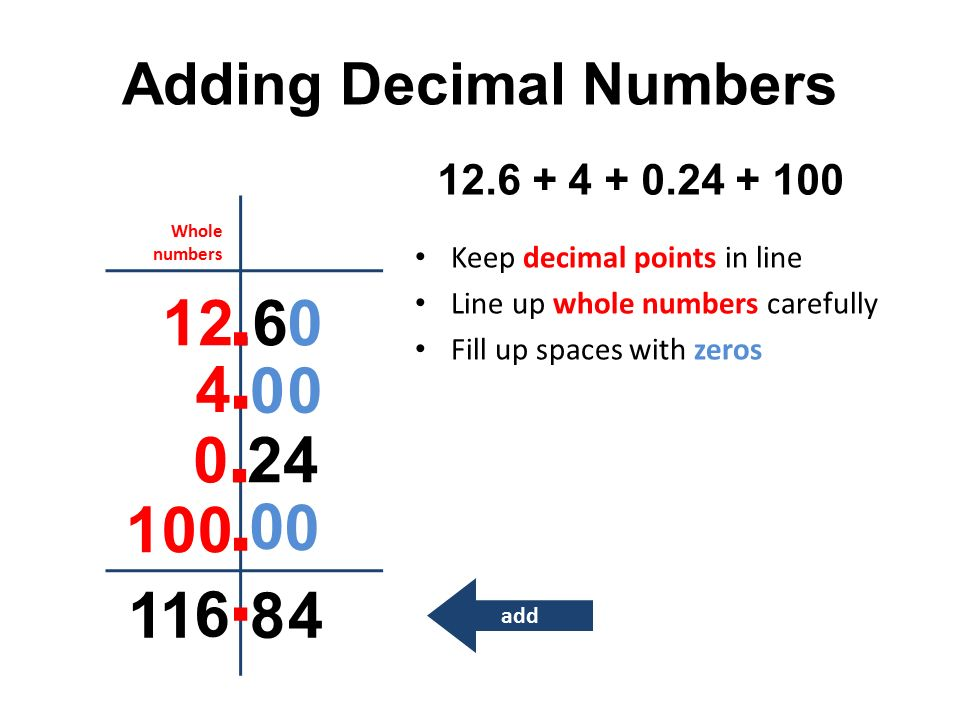 Adding Decimal Numbers
12.6 + 4 + 0.24 + 100
Whole
numbers
12.60
4.00
0.24
100.00
116.84
• Keep decimal points in line
• Line up whole numbers carefully
• Fill up spaces with zeros
add